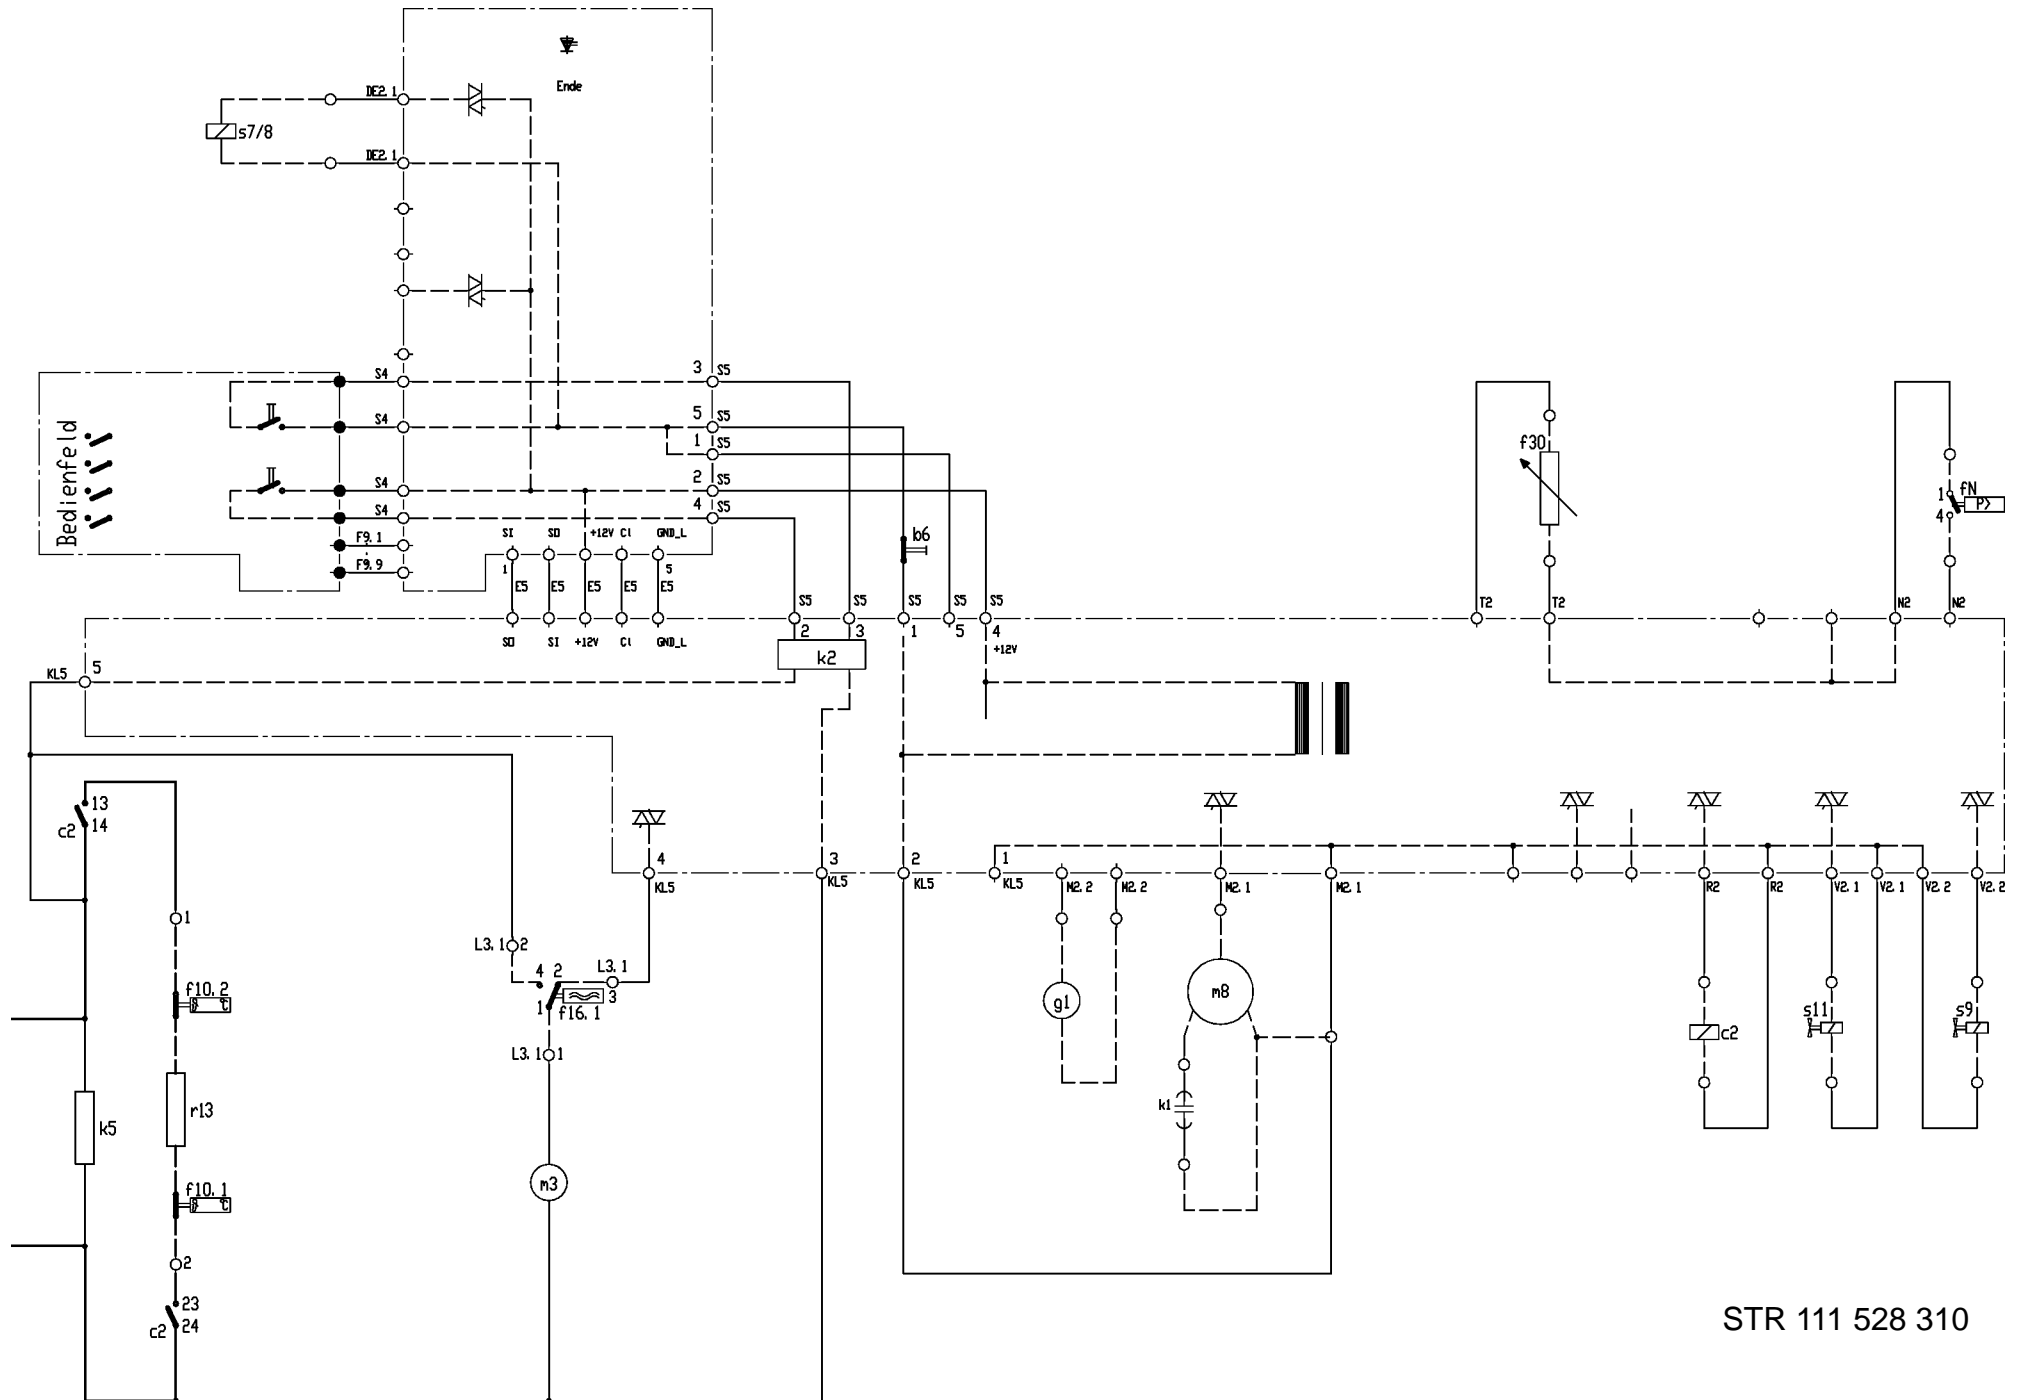 Ende
DE2.1
s7/8
DE2.1
S4
3 S5
S4
5 S5
1 S5
S4
2 S5
S4
4 S5
Bedienfeld
F9.1
F9.9
SI SO +12V Cl GND_L
1 5
E5 E5 E5 E5 E5
SO SI +12V Cl GND_L
b6
S5 S5 S5 S5 S5
2 3 1 5 4
+12V
k2
f30
fN
1
4
P>
T2 T2 N2 N2
KL5 5
13
14
c2
4
KL5
3
KL5
2
KL5
1
KL5
M2.2 M2.2 M2.1 M2.1 R2 R2 V2.1 V2.1 V2.2 V2.2
1
L3.1 2
4 2
L3.1
3
1
f16.1
L3.1 1
f10.2
°C
g1
m8
s11
s9
c2
k1
r13
k5
m3
f10.1
°C
2
23
24
c2
STR 111 528 310